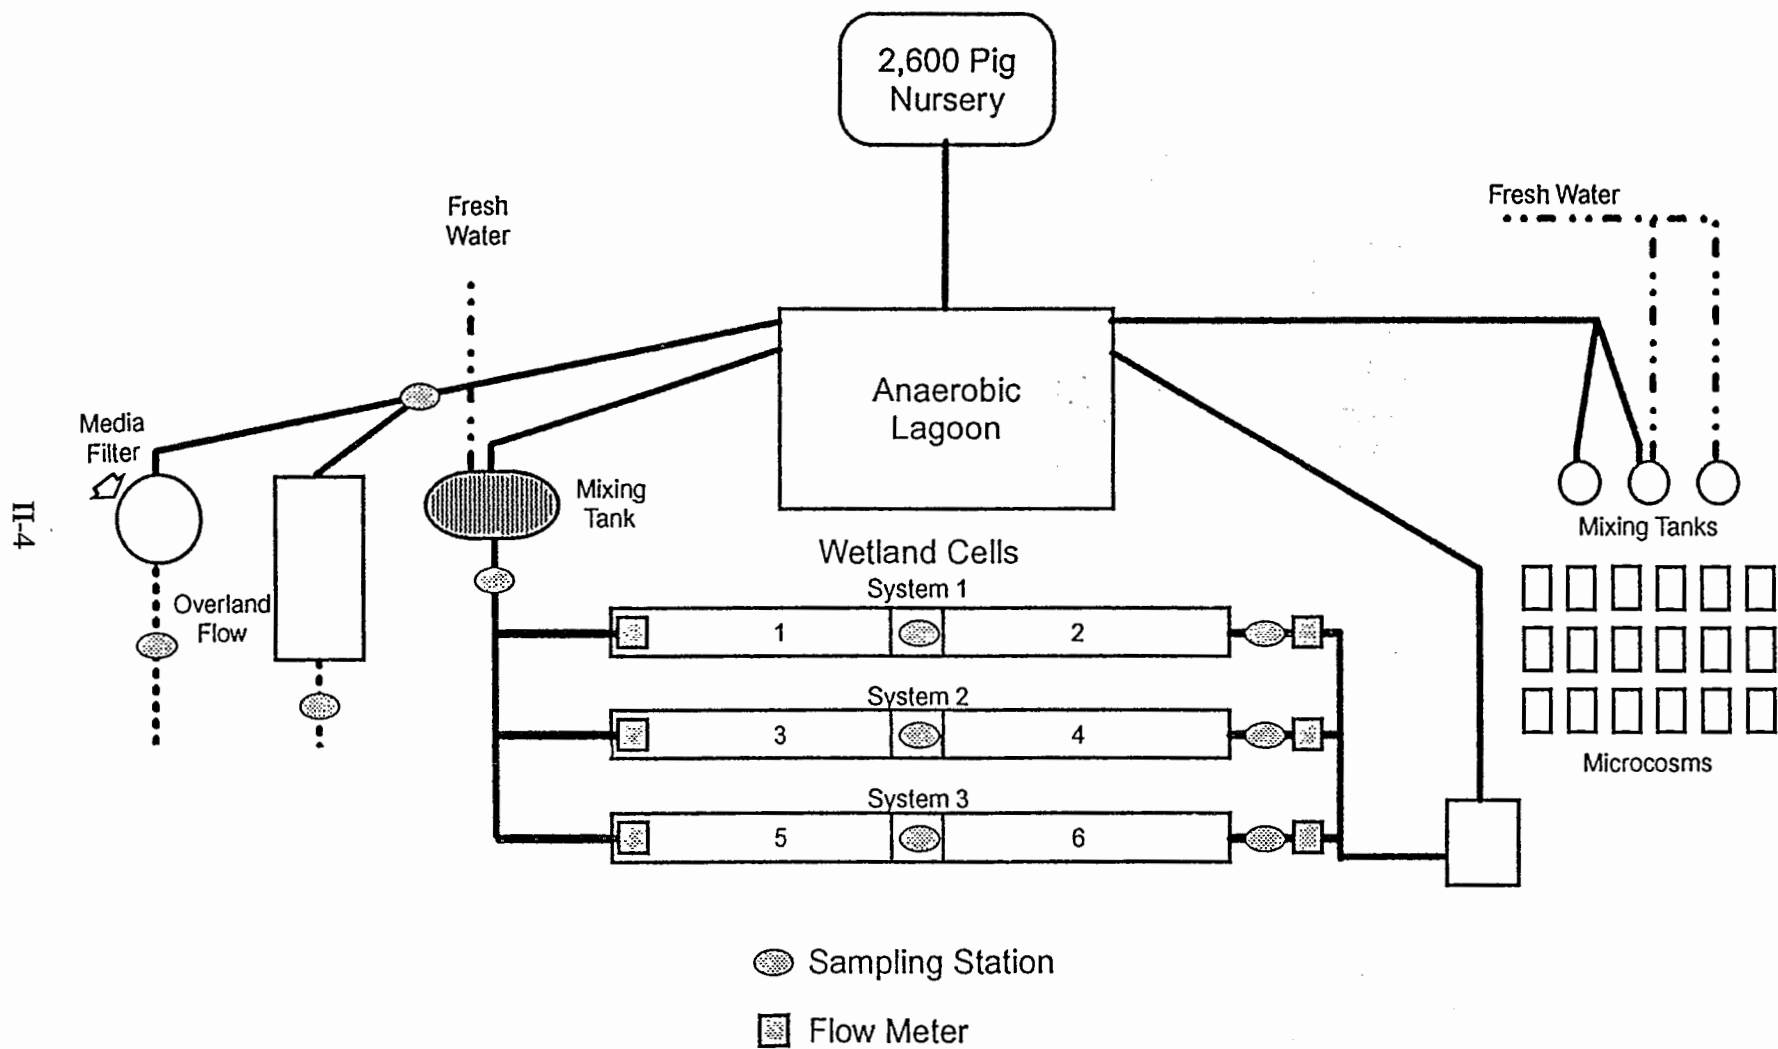 2,600 Pig
Nursery
Fresh
Water
Fresh Water
Anaerobic
Lagoon
Media
Filter
Mixing
Tank
Mixing Tanks
II-4
Wetland Cells
System 1
Overland
Flow
1
2
System 2
3
4
Microcosms
System 3
5
6
Sampling Station
Flow Meter